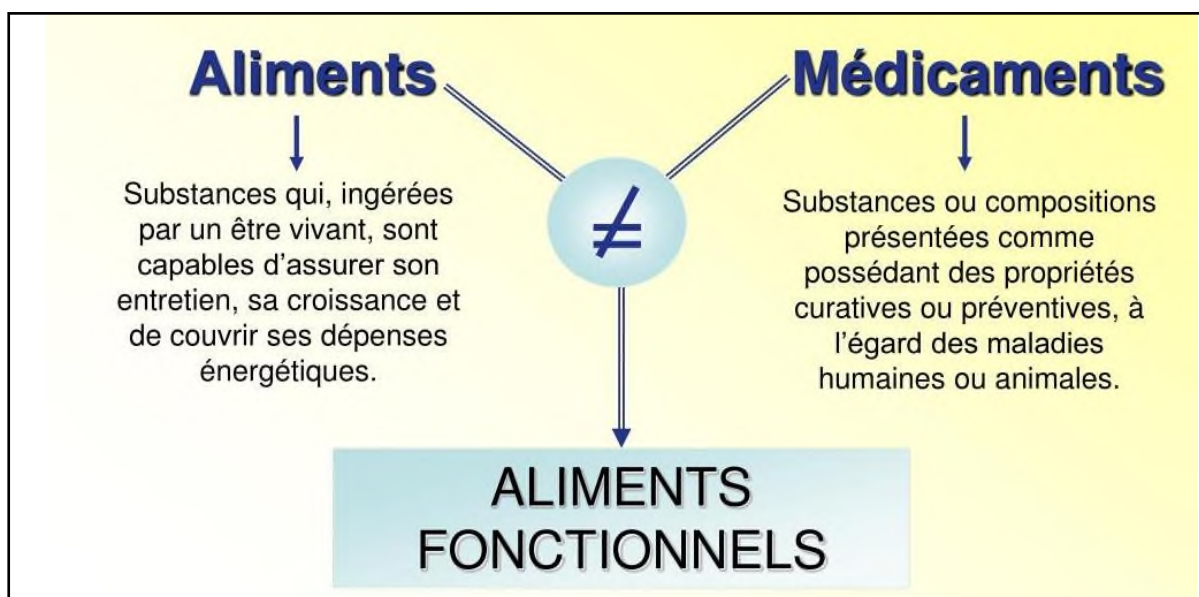 Aliments
Médicaments
Substances qui, ingérées
par un être vivant, sont
capables d'assurer son
entretien, sa croissance et
de couvrir ses dépenses
énergétiques.
≠
Substances ou compositions
présentées comme
possédant des propriétés
curatives ou préventives, à
l'égard des maladies
humaines ou animales.
ALIMENTS
FONCTIONNELS